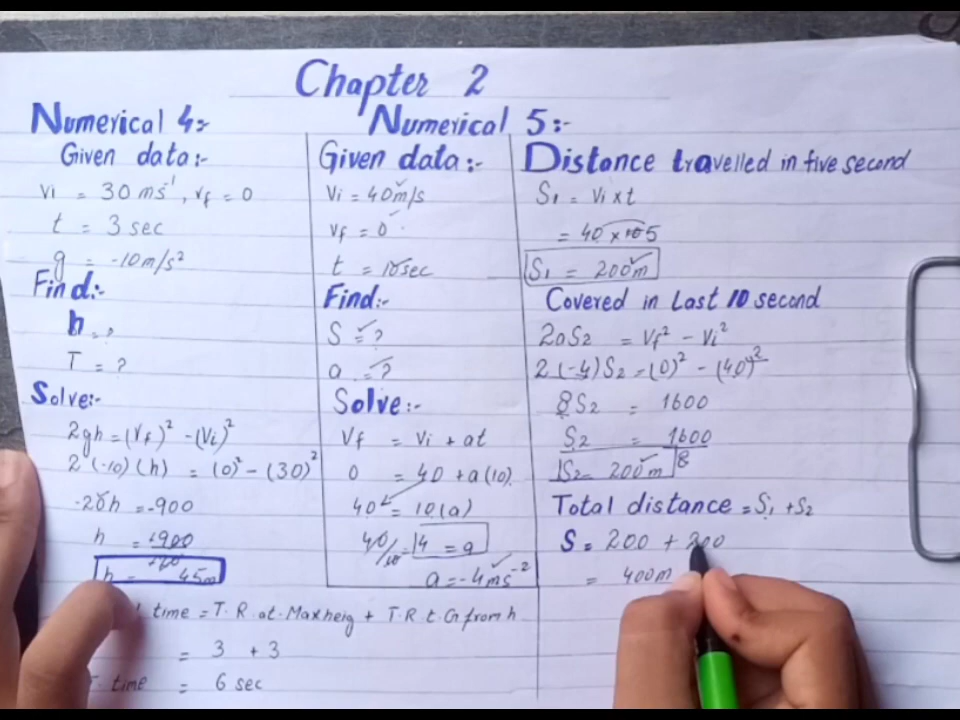 Chapter 2
Numerical 4:-
Given data:-
Vi = 30 ms⁻¹, vf = 0
t = 3 sec
g = -10m/s²
Find:-
h = ?
T = ?
Solve:-
2gh = (Vf)² - (Vi)²
2 (-10) (h) = (0)² - (30)²
-20h = -900
h = -900
45m
time = T. R. at. Max heig + T. R. t. G from h
= 3 + 3
time = 6 sec
Numerical 5:-
Given data:-
Vi = 40m/s
Vf = 0
t = 10sec
Find:-
S = ?
a = ?
Solve:-
Vf = Vi + at
0 = 40 + a(10)
40 = 10(a)
40/10 = 4 = a
a = -4ms⁻²
Distance travelled in five second
S₁ = Vi x t
= 40 × 5
S₁ = 200m
Covered in Last 10 second
2aS₂ = Vf² - Vi²
2 (-4) S₂ = (0)² - (40)²
8S₂ = 1600
S₂ = 1600
8
S₂ = 200m
Total distance = S₁ + S₂
S = 200 + 200
= 400m